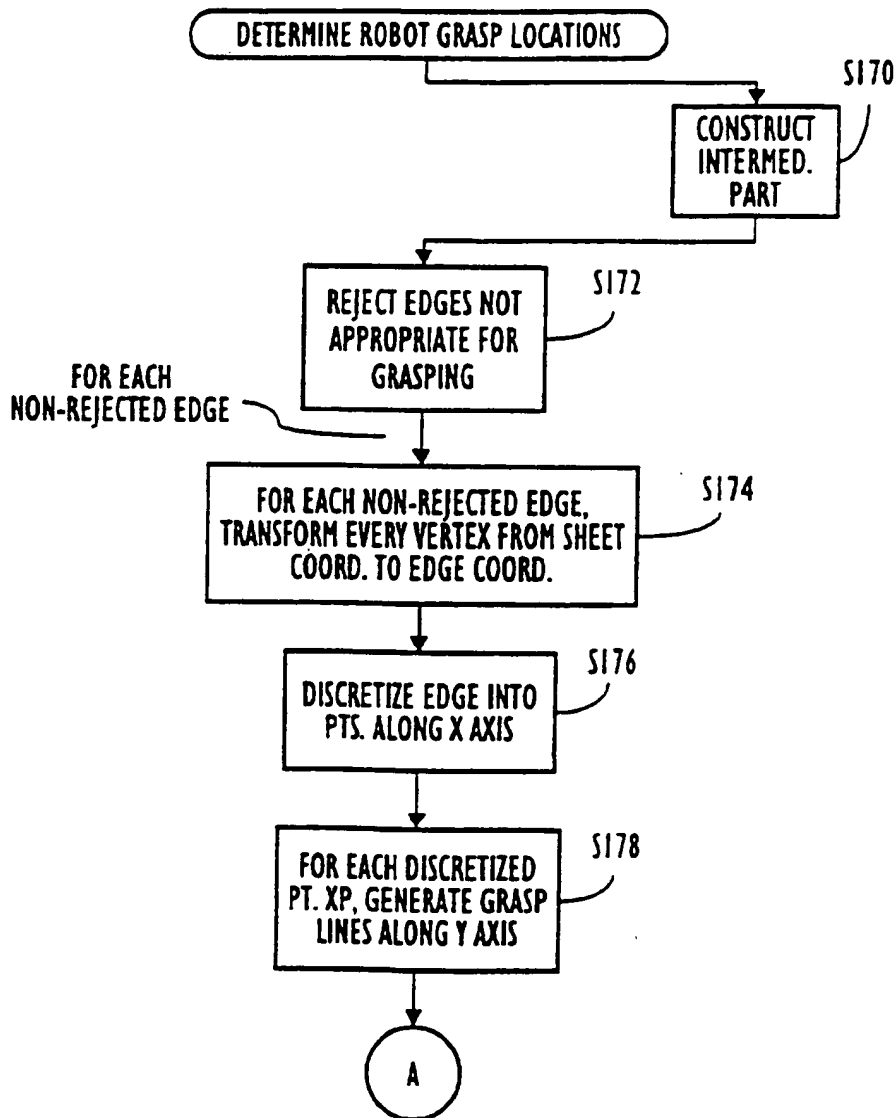 DETERMINE ROBOT GRASP LOCATIONS
S170
CONSTRUCT
INTERMED.
PART
S172
REJECT EDGES NOT
APPROPRIATE FOR
GRASPING
FOR EACH
NON-REJECTED EDGE
S174
FOR EACH NON-REJECTED EDGE,
TRANSFORM EVERY VERTEX FROM SHEET
COORD. TO EDGE COORD.
S176
DISCRETIZE EDGE INTO
PTS. ALONG X AXIS
S178
FOR EACH DISCRETIZED
PT. XP, GENERATE GRASP
LINES ALONG Y AXIS
A